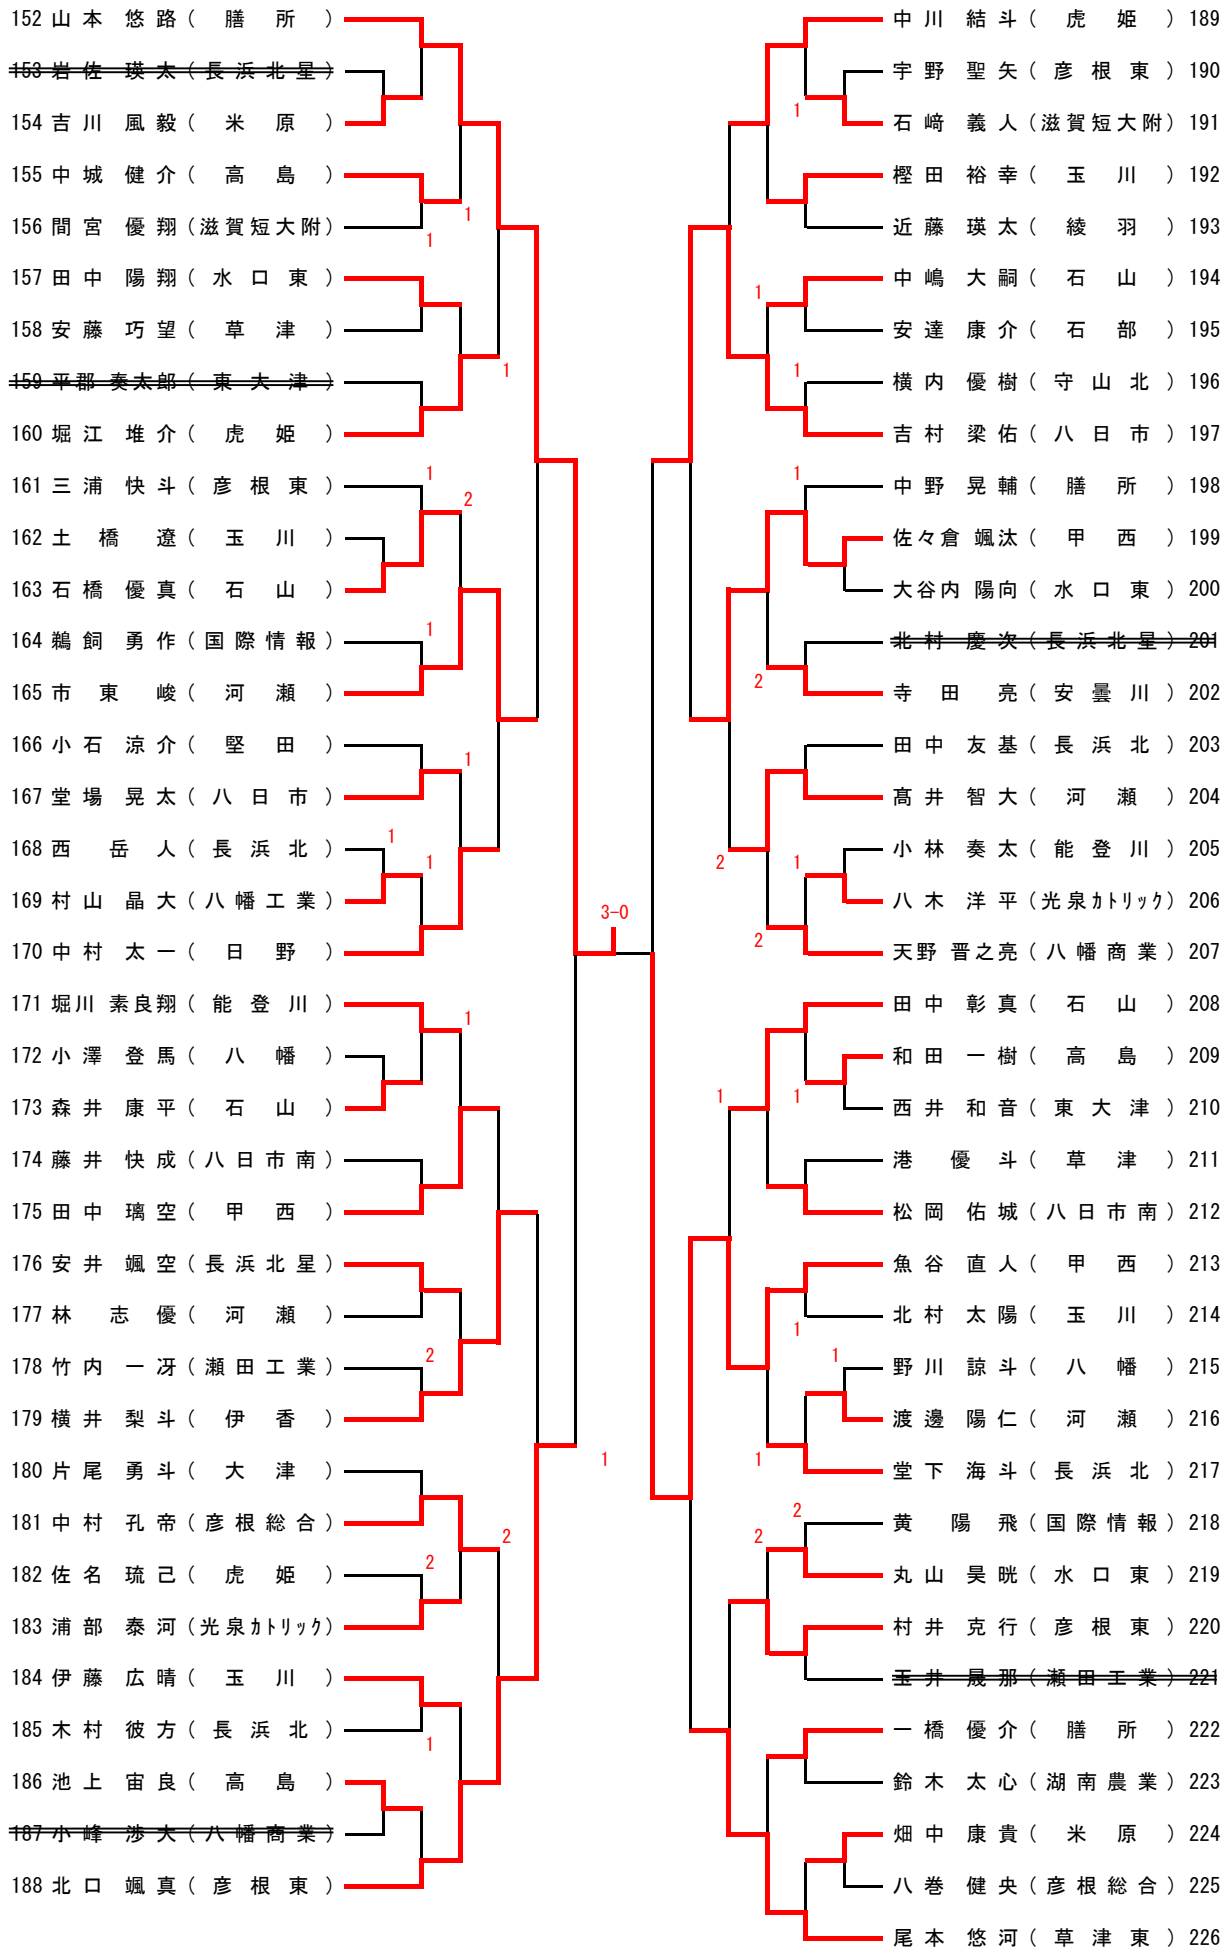 152 山本 悠路 ( 膳所 )
153 岩佐 瑛太 ( 長浜北星 )
154 吉川 風毅 ( 米原 )
155 中城 健介 ( 高島 )
1
156 間宮 優翔 ( 滋賀短大附 )
1
157 田中 陽翔 ( 水口東 )
158 安藤 巧望 ( 草津 )
1
159 平郡 奏太郎 ( 東大津 )
160 堀江 堆介 ( 虎姫 )
1
161 三浦 快斗 ( 彦根東 )
2
162 土橋 遼 ( 玉川 )
163 石橋 優真 ( 石山 )
1
164 鵜飼 勇作 ( 国際情報 )
165 市東 峻 ( 河瀬 )
166 小石 涼介 ( 堅田 )
1
167 堂場 晃太 ( 八日市 )
1
168 西 岳人 ( 長浜北 )
1
169 村山 晶大 ( 八幡工業 )
170 中村 太一 ( 日野 )
171 堀川 素良翔 ( 能登川 )
1
172 小澤 登馬 ( 八幡 )
173 森井 康平 ( 石山 )
174 藤井 快成 ( 八日市南 )
175 田中 璃空 ( 甲西 )
176 安井 颯空 ( 長浜北星 )
177 林 志優 ( 河瀬 )
2
178 竹内 一冴 ( 瀬田工業 )
179 横井 梨斗 ( 伊香 )
180 片尾 勇斗 ( 大津 )
181 中村 孔帝 ( 彦根総合 )
2
2
182 佐名 琉己 ( 虎姫 )
183 浦部 泰河 ( 光泉カトリック )
184 伊藤 広晴 ( 玉川 )
185 木村 彼方 ( 長浜北 )
1
186 池上 宙良 ( 高島 )
187 小峰 渉大 ( 八幡商業 )
188 北口 颯真 ( 彦根東 )
3-0
1
中川 結斗 ( 虎姫 ) 189
宇野 聖矢 ( 彦根東 ) 190
1
石﨑 義人 ( 滋賀短大附 ) 191
樫田 裕幸 ( 玉川 ) 192
近藤 瑛太 ( 綾羽 ) 193
中嶋 大嗣 ( 石山 ) 194
1
安達 康介 ( 石部 ) 195
1
横内 優樹 ( 守山北 ) 196
吉村 梁佑 ( 八日市 ) 197
1
中野 晃輔 ( 膳所 ) 198
佐々倉 颯汰 ( 甲西 ) 199
大谷内 陽向 ( 水口東 ) 200
北村 慶次 ( 長浜北星 ) 201
2
寺田 亮 ( 安曇川 ) 202
田中 友基 ( 長浜北 ) 203
髙井 智大 ( 河瀬 ) 204
小林 奏太 ( 能登川 ) 205
2
1
八木 洋平 ( 光泉カトリック ) 206
2
天野 晋之亮 ( 八幡商業 ) 207
田中 彰真 ( 石山 ) 208
和田 一樹 ( 高島 ) 209
1
1
西井 和音 ( 東大津 ) 210
港 優斗 ( 草津 ) 211
松岡 佑城 ( 八日市南 ) 212
魚谷 直人 ( 甲西 ) 213
北村 太陽 ( 玉川 ) 214
1
1
野川 諒斗 ( 八幡 ) 215
渡邊 陽仁 ( 河瀬 ) 216
1
堂下 海斗 ( 長浜北 ) 217
2
黄 陽飛 ( 国際情報 ) 218
2
丸山 昊晄 ( 水口東 ) 219
村井 克行 ( 彦根東 ) 220
玉井 晟那 ( 瀬田工業 ) 221
一橋 優介 ( 膳所 ) 222
鈴木 太心 ( 湖南農業 ) 223
畑中 康貴 ( 米原 ) 224
八巻 健央 ( 彦根総合 ) 225
尾本 悠河 ( 草津東 ) 226